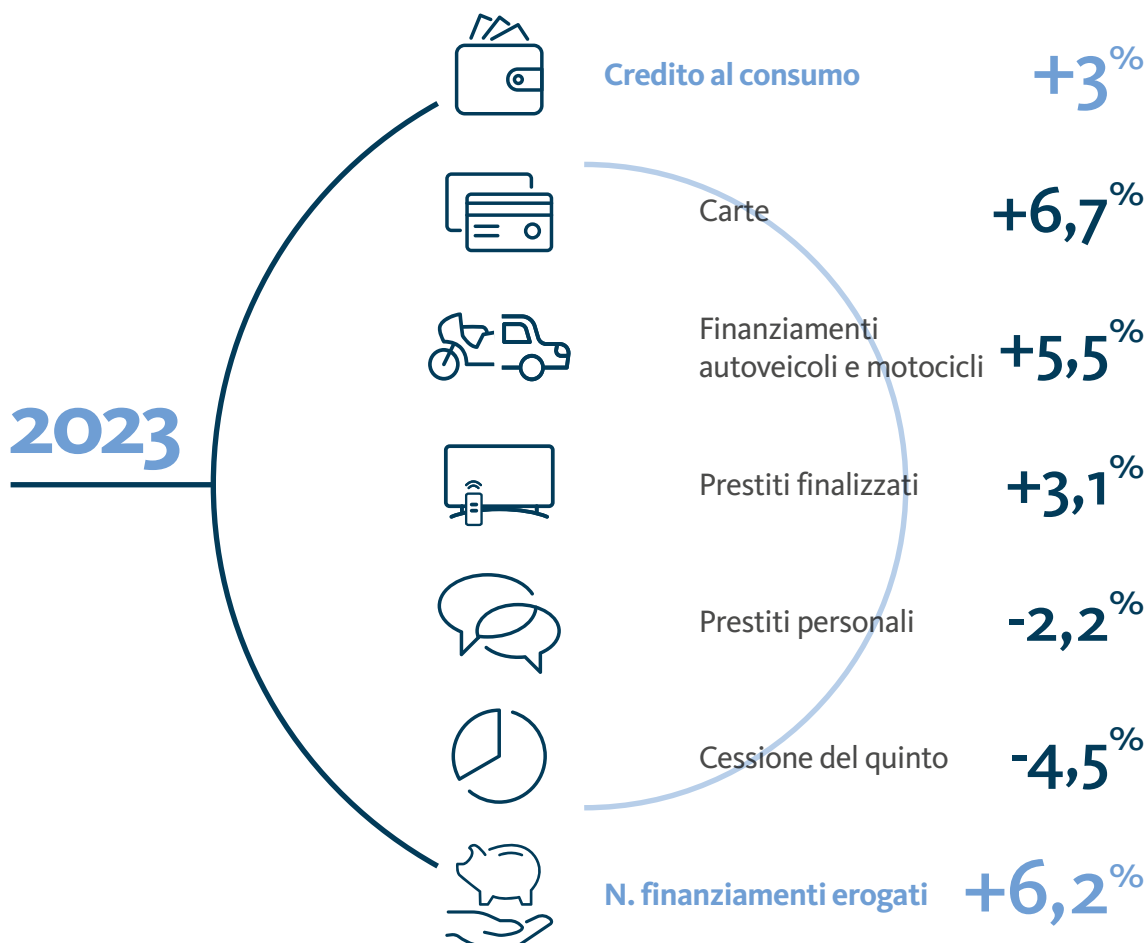 Credito al consumo +3%
Carte +6,7%
Finanziamenti
autoveicoli e motocicli +5,5%
2023
Prestiti finalizzati +3,1%
Prestiti personali -2,2%
Cessione del quinto -4,5%
N. finanziamenti erogati +6,2%